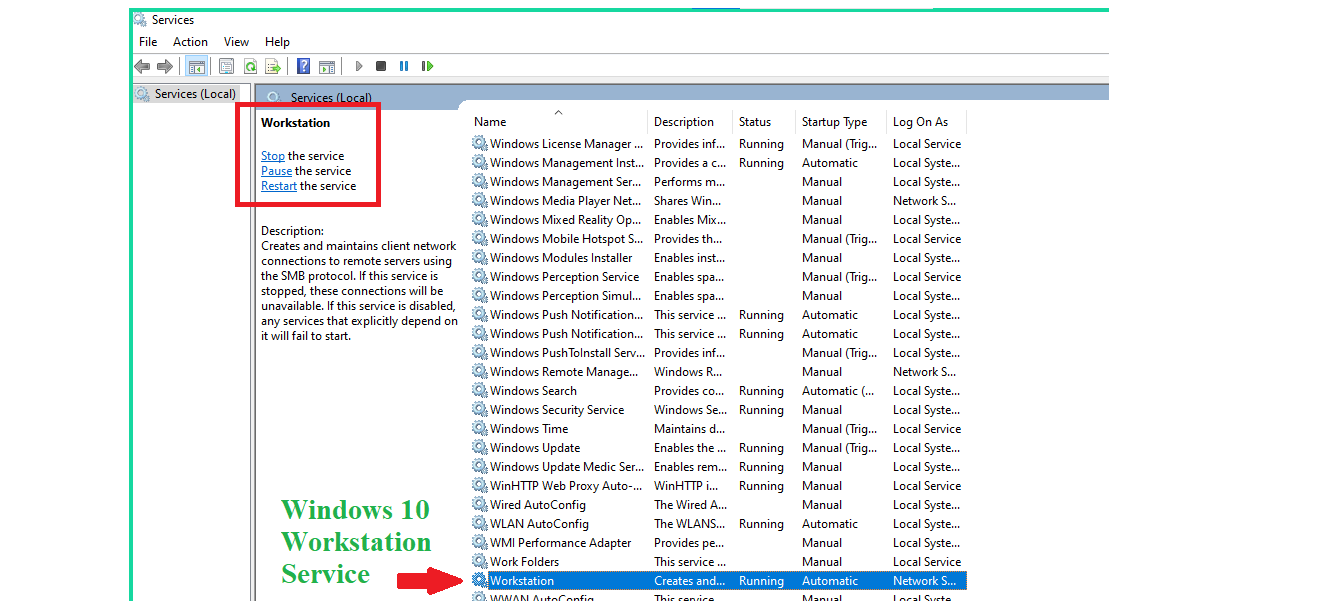 Services
File Action View Help
Services (Local)
Services (Local)
Workstation
Stop the service
Pause the service
Restart the service
Description:
Creates and maintains client network
connections to remote servers using
the SMB protocol. If this service is
stopped, these connections will be
unavailable. If this service is disabled,
any services that explicitly depend on
it will fail to start.
Name Description Status Startup Type Log On As
Windows License Manager ... Provides inf... Running Manual (Trig... Local Service
Windows Management Inst... Provides a c... Running Automatic Local Syste...
Windows Management Ser... Performs m... Manual Local Syste...
Windows Media Player Net... Shares Win... Manual Network S...
Windows Mixed Reality Op... Enables Mix... Manual Local Syste...
Windows Mobile Hotspot S... Provides th... Manual (Trig... Local Service
Windows Modules Installer Enables inst... Manual Local Syste...
Windows Perception Service Enables spa... Manual (Trig... Local Service
Windows Perception Simul... Enables spa... Manual Local Syste...
Windows Push Notification... This service ... Running Automatic Local Syste...
Windows Push Notification... This service ... Running Automatic Local Syste...
Windows PushToInstall Serv... Provides inf... Manual (Trig... Local Syste...
Windows Remote Manage... Windows R... Manual Network S...
Windows Search Provides co... Running Automatic (... Local Syste...
Windows Security Service Windows Se... Running Manual Local Syste...
Windows Time Maintains d... Manual (Trig... Local Service
Windows Update Enables the ... Running Manual (Trig... Local Syste...
Windows Update Medic Ser... Enables rem... Running Manual Local Syste...
WinHTTP Web Proxy Auto-... WinHTTP i... Running Manual Local Service
Wired AutoConfig The Wired A... Manual Local Syste...
WLAN AutoConfig The WLANS... Running Automatic Local Syste...
WMI Performance Adapter Provides pe... Manual Local Syste...
Work Folders This service ... Manual Local Service
Workstation Creates and... Running Automatic Network S...
WWAN AutoConfig This service Manual Local Syste...
Windows 10
Workstation
Service